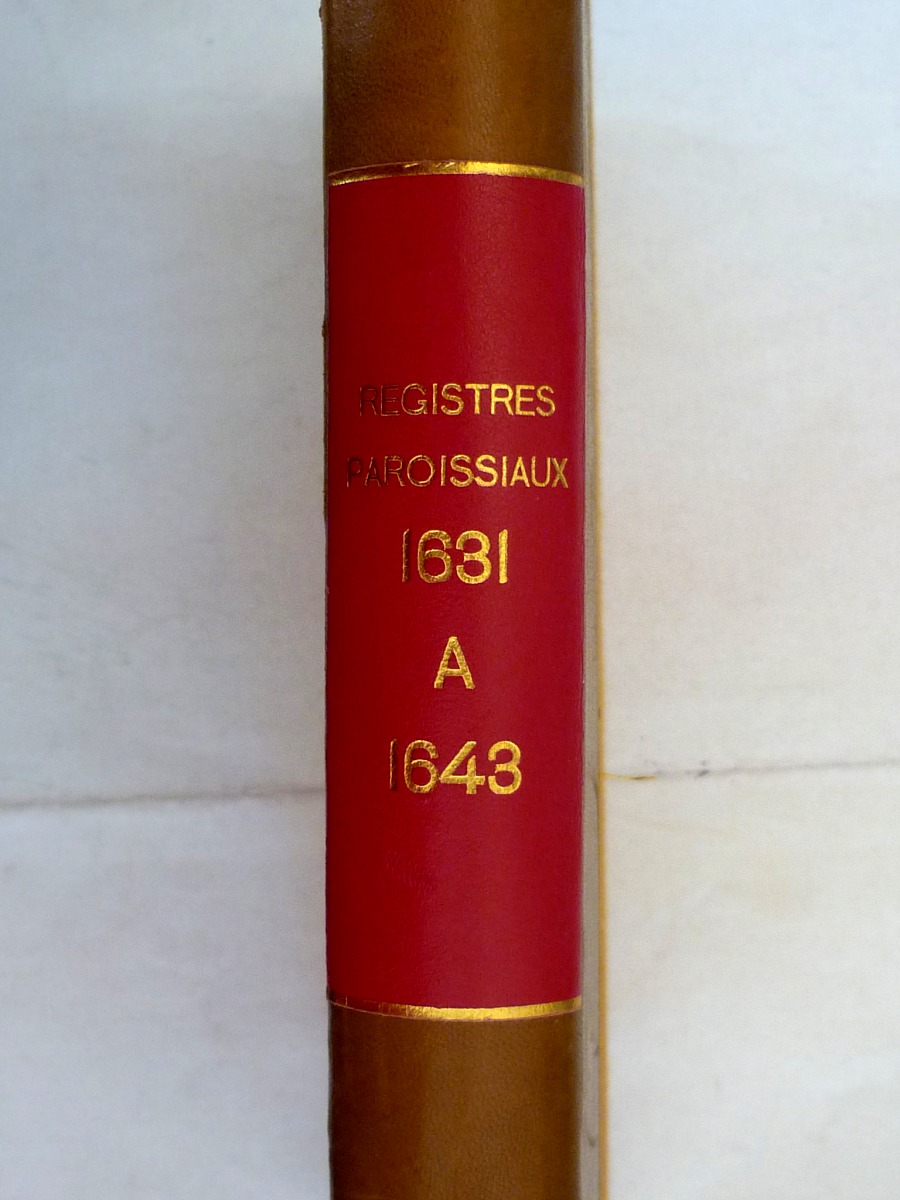 REGISTRES
PAROISSIAUX
1631
A
1643